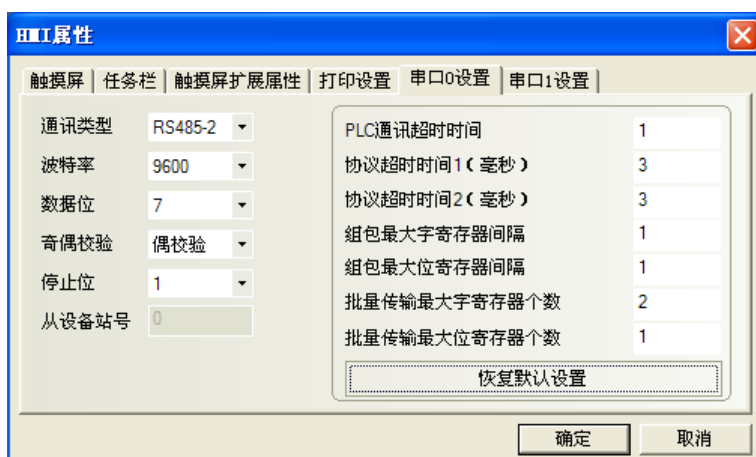 HMI属性
触摸屏 任务栏 触摸屏扩展属性 打印设置 串口0设置 串口1设置
通讯类型 RS485-2
波特率 9600
数据位 7
奇偶校验 偶校验
停止位 1
从设备站号 0
PLC通讯超时时间 1
协议超时时间1(毫秒) 3
协议超时时间2(毫秒) 3
组包最大字寄存器间隔 1
组包最大位寄存器间隔 1
批量传输最大字寄存器个数 2
批量传输最大位寄存器个数 1
恢复默认设置
确定 取消